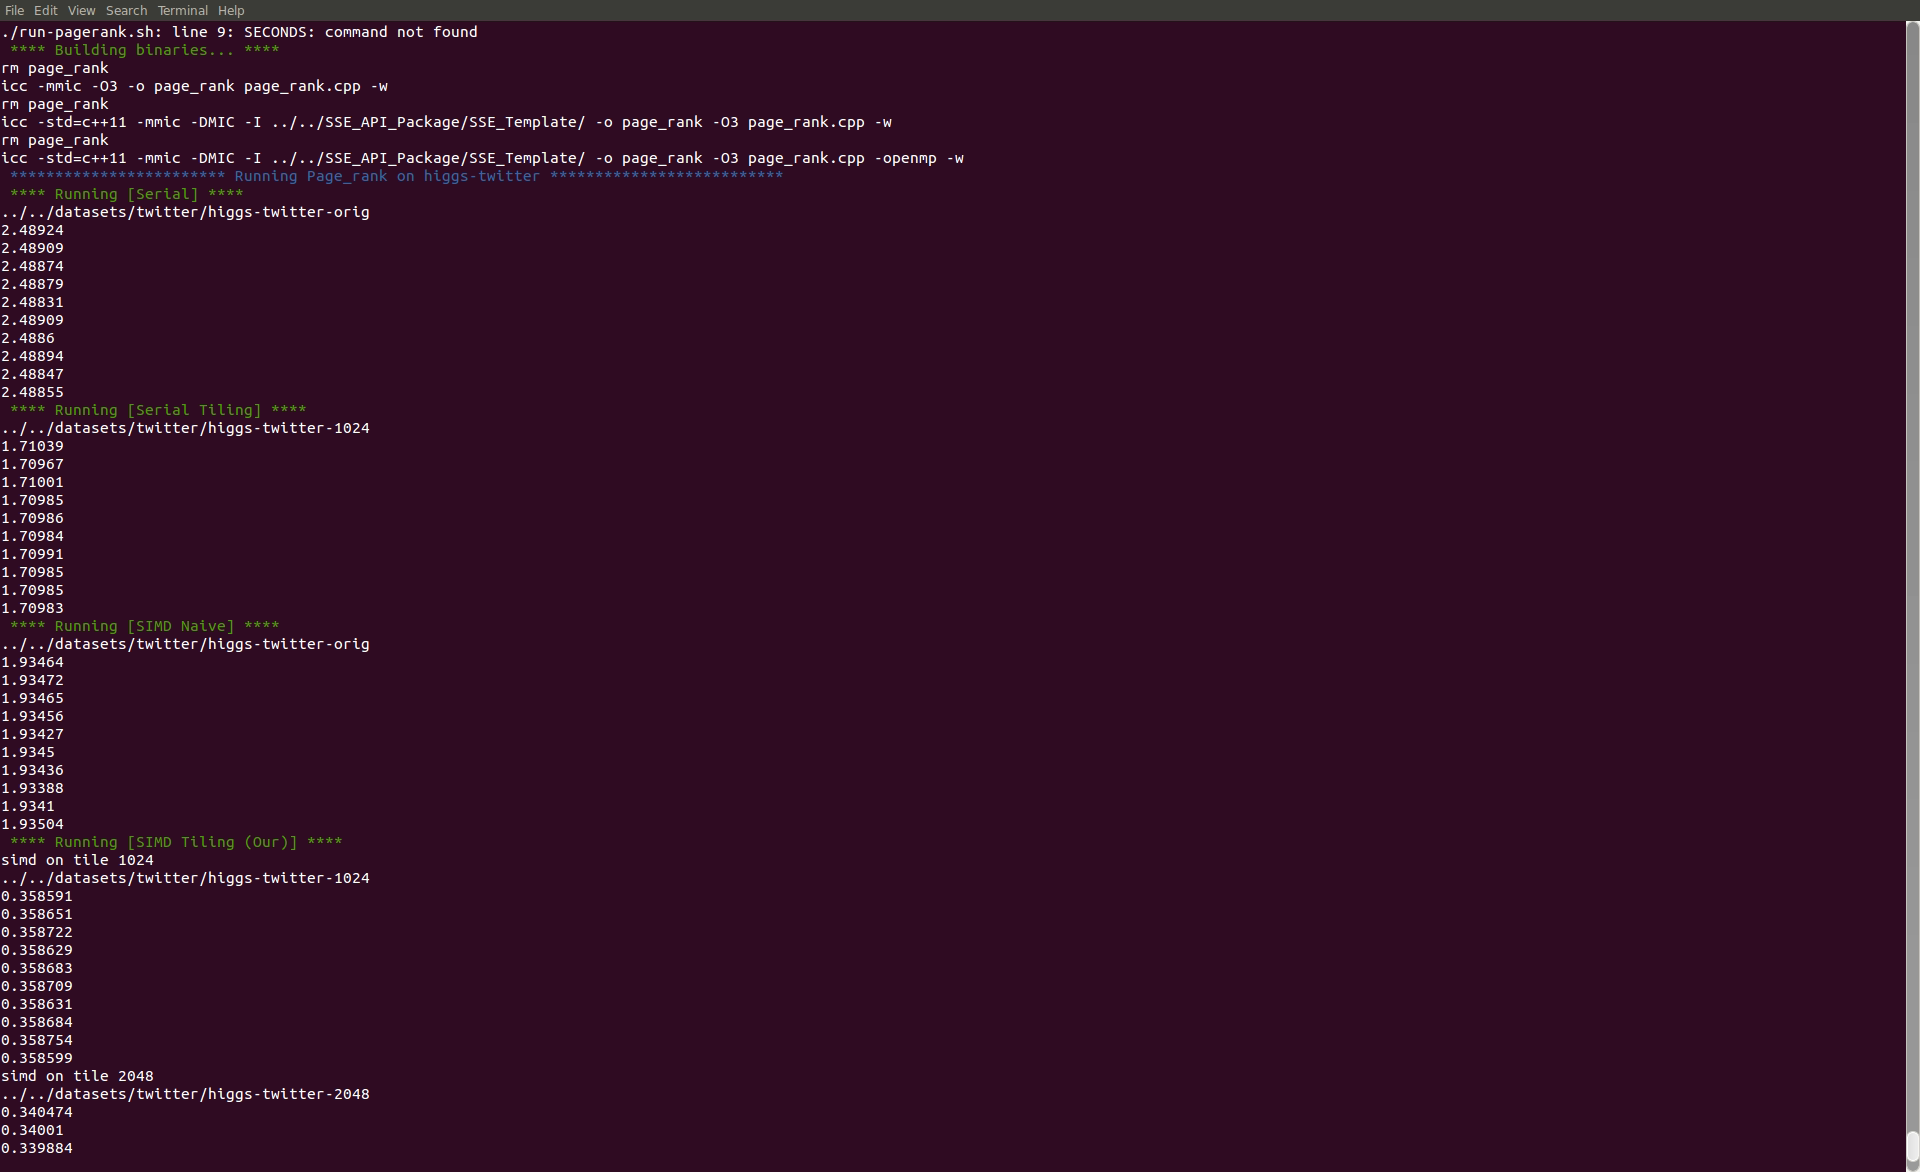 File Edit View Search Terminal Help
./run-pagerank.sh: line 9: SECONDS: command not found
**** Building binaries... ****
rm page_rank
icc -mmic -O3 -o page_rank page_rank.cpp -w
rm page_rank
icc -std=c++11 -mmic -DMIC -I ../../SSE_API_Package/SSE_Template/ -o page_rank -O3 page_rank.cpp -w
rm page_rank
icc -std=c++11 -mmic -DMIC -I ../../SSE_API_Package/SSE_Template/ -o page_rank -O3 page_rank.cpp -openmp -w
************************ Running Page_rank on higgs-twitter **************************
**** Running [Serial] ****
../../datasets/twitter/higgs-twitter-orig
2.48924
2.48909
2.48874
2.48879
2.48831
2.48909
2.4886
2.48894
2.48847
2.48855
**** Running [Serial Tiling] ****
../../datasets/twitter/higgs-twitter-1024
1.71039
1.70967
1.71001
1.70985
1.70986
1.70984
1.70991
1.70985
1.70985
1.70983
**** Running [SIMD Naive] ****
../../datasets/twitter/higgs-twitter-orig
1.93464
1.93472
1.93465
1.93456
1.93427
1.9345
1.93436
1.93388
1.9341
1.93504
**** Running [SIMD Tiling (Our)] ****
simd on tile 1024
../../datasets/twitter/higgs-twitter-1024
0.358591
0.358651
0.358722
0.358629
0.358683
0.358709
0.358631
0.358684
0.358754
0.358599
simd on tile 2048
../../datasets/twitter/higgs-twitter-2048
0.340474
0.34001
0.339884